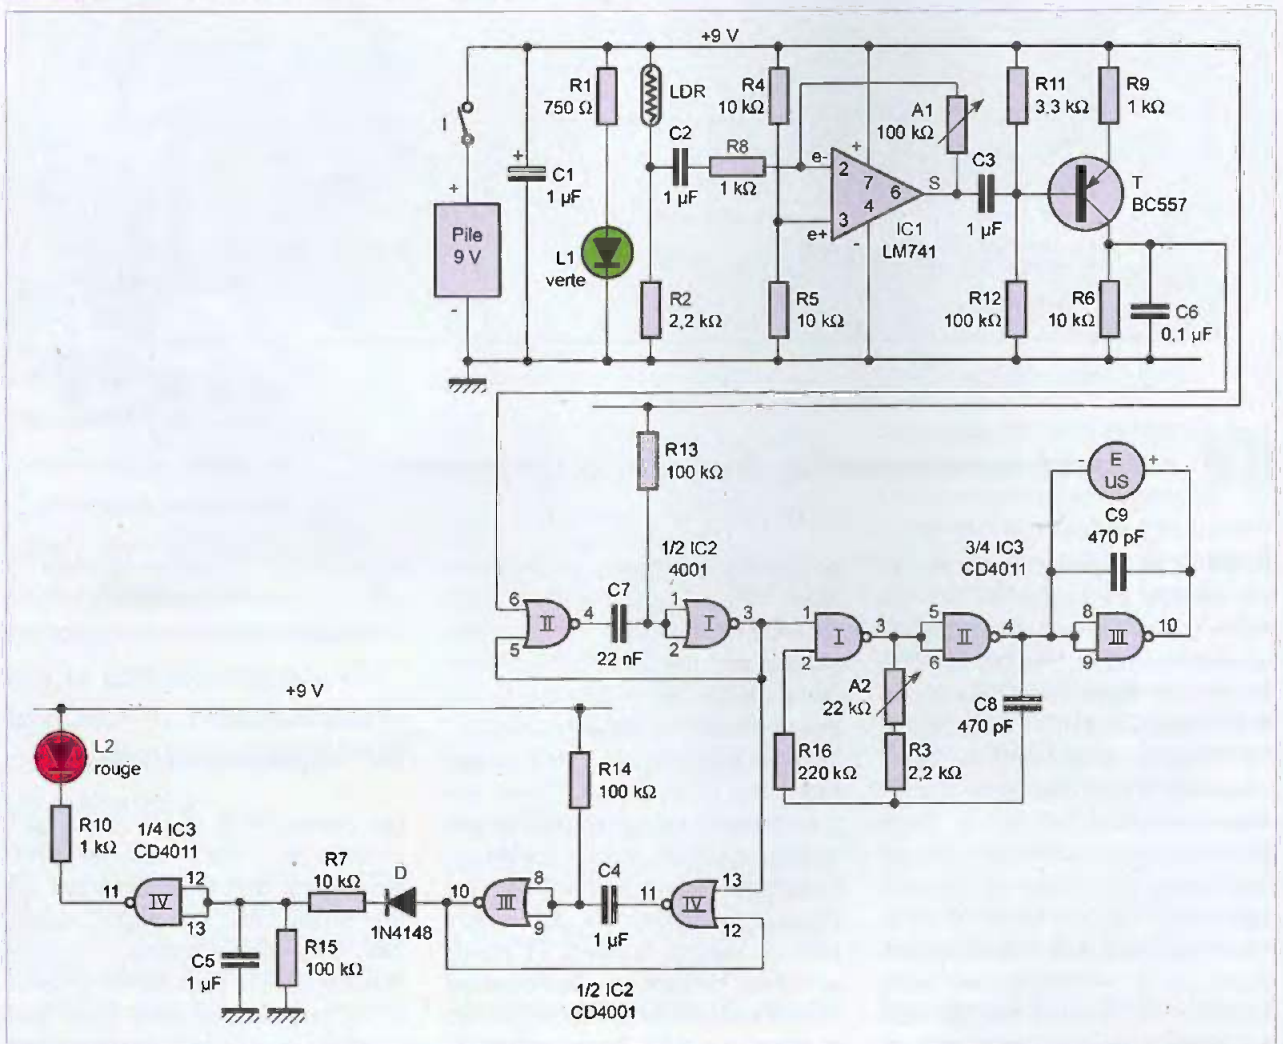 +9 V
I
+
Pile
9 V
-
+
C1
1 µF
R1
750 Ω
L1
verte
LDR
C2
1 µF
R2
2,2 kΩ
R8
1 kΩ
R4
10 kΩ
R5
10 kΩ
e-
2
e+
3
+
7
4
-
6
S
IC1
LM741
A1
100 kΩ
C3
1 µF
R11
3.3 kΩ
R12
100 kΩ
R9
1 kΩ
T
BC557
R6
10 kΩ
C6
0,1 µF
R13
100 kΩ
1/2 IC2
4001
6
5
II
4
C7
22 nF
1
2
I
3
1
2
I
3
R16
220 kΩ
A2
22 kΩ
R3
2,2 kΩ
5
6
II
4
C8
470 pF
3/4 IC3
CD4011
-
E
US
+
C9
470 pF
8
9
III
10
+9 V
L2
rouge
R10
1 kΩ
1/4 IC3
CD4011
11
IV
12
13
C5
1 µF
R15
100 kΩ
R7
10 kΩ
D
1N4148
10
III
8
9
R14
100 kΩ
C4
1 µF
11
IV
13
12
1/2 IC2
CD4001